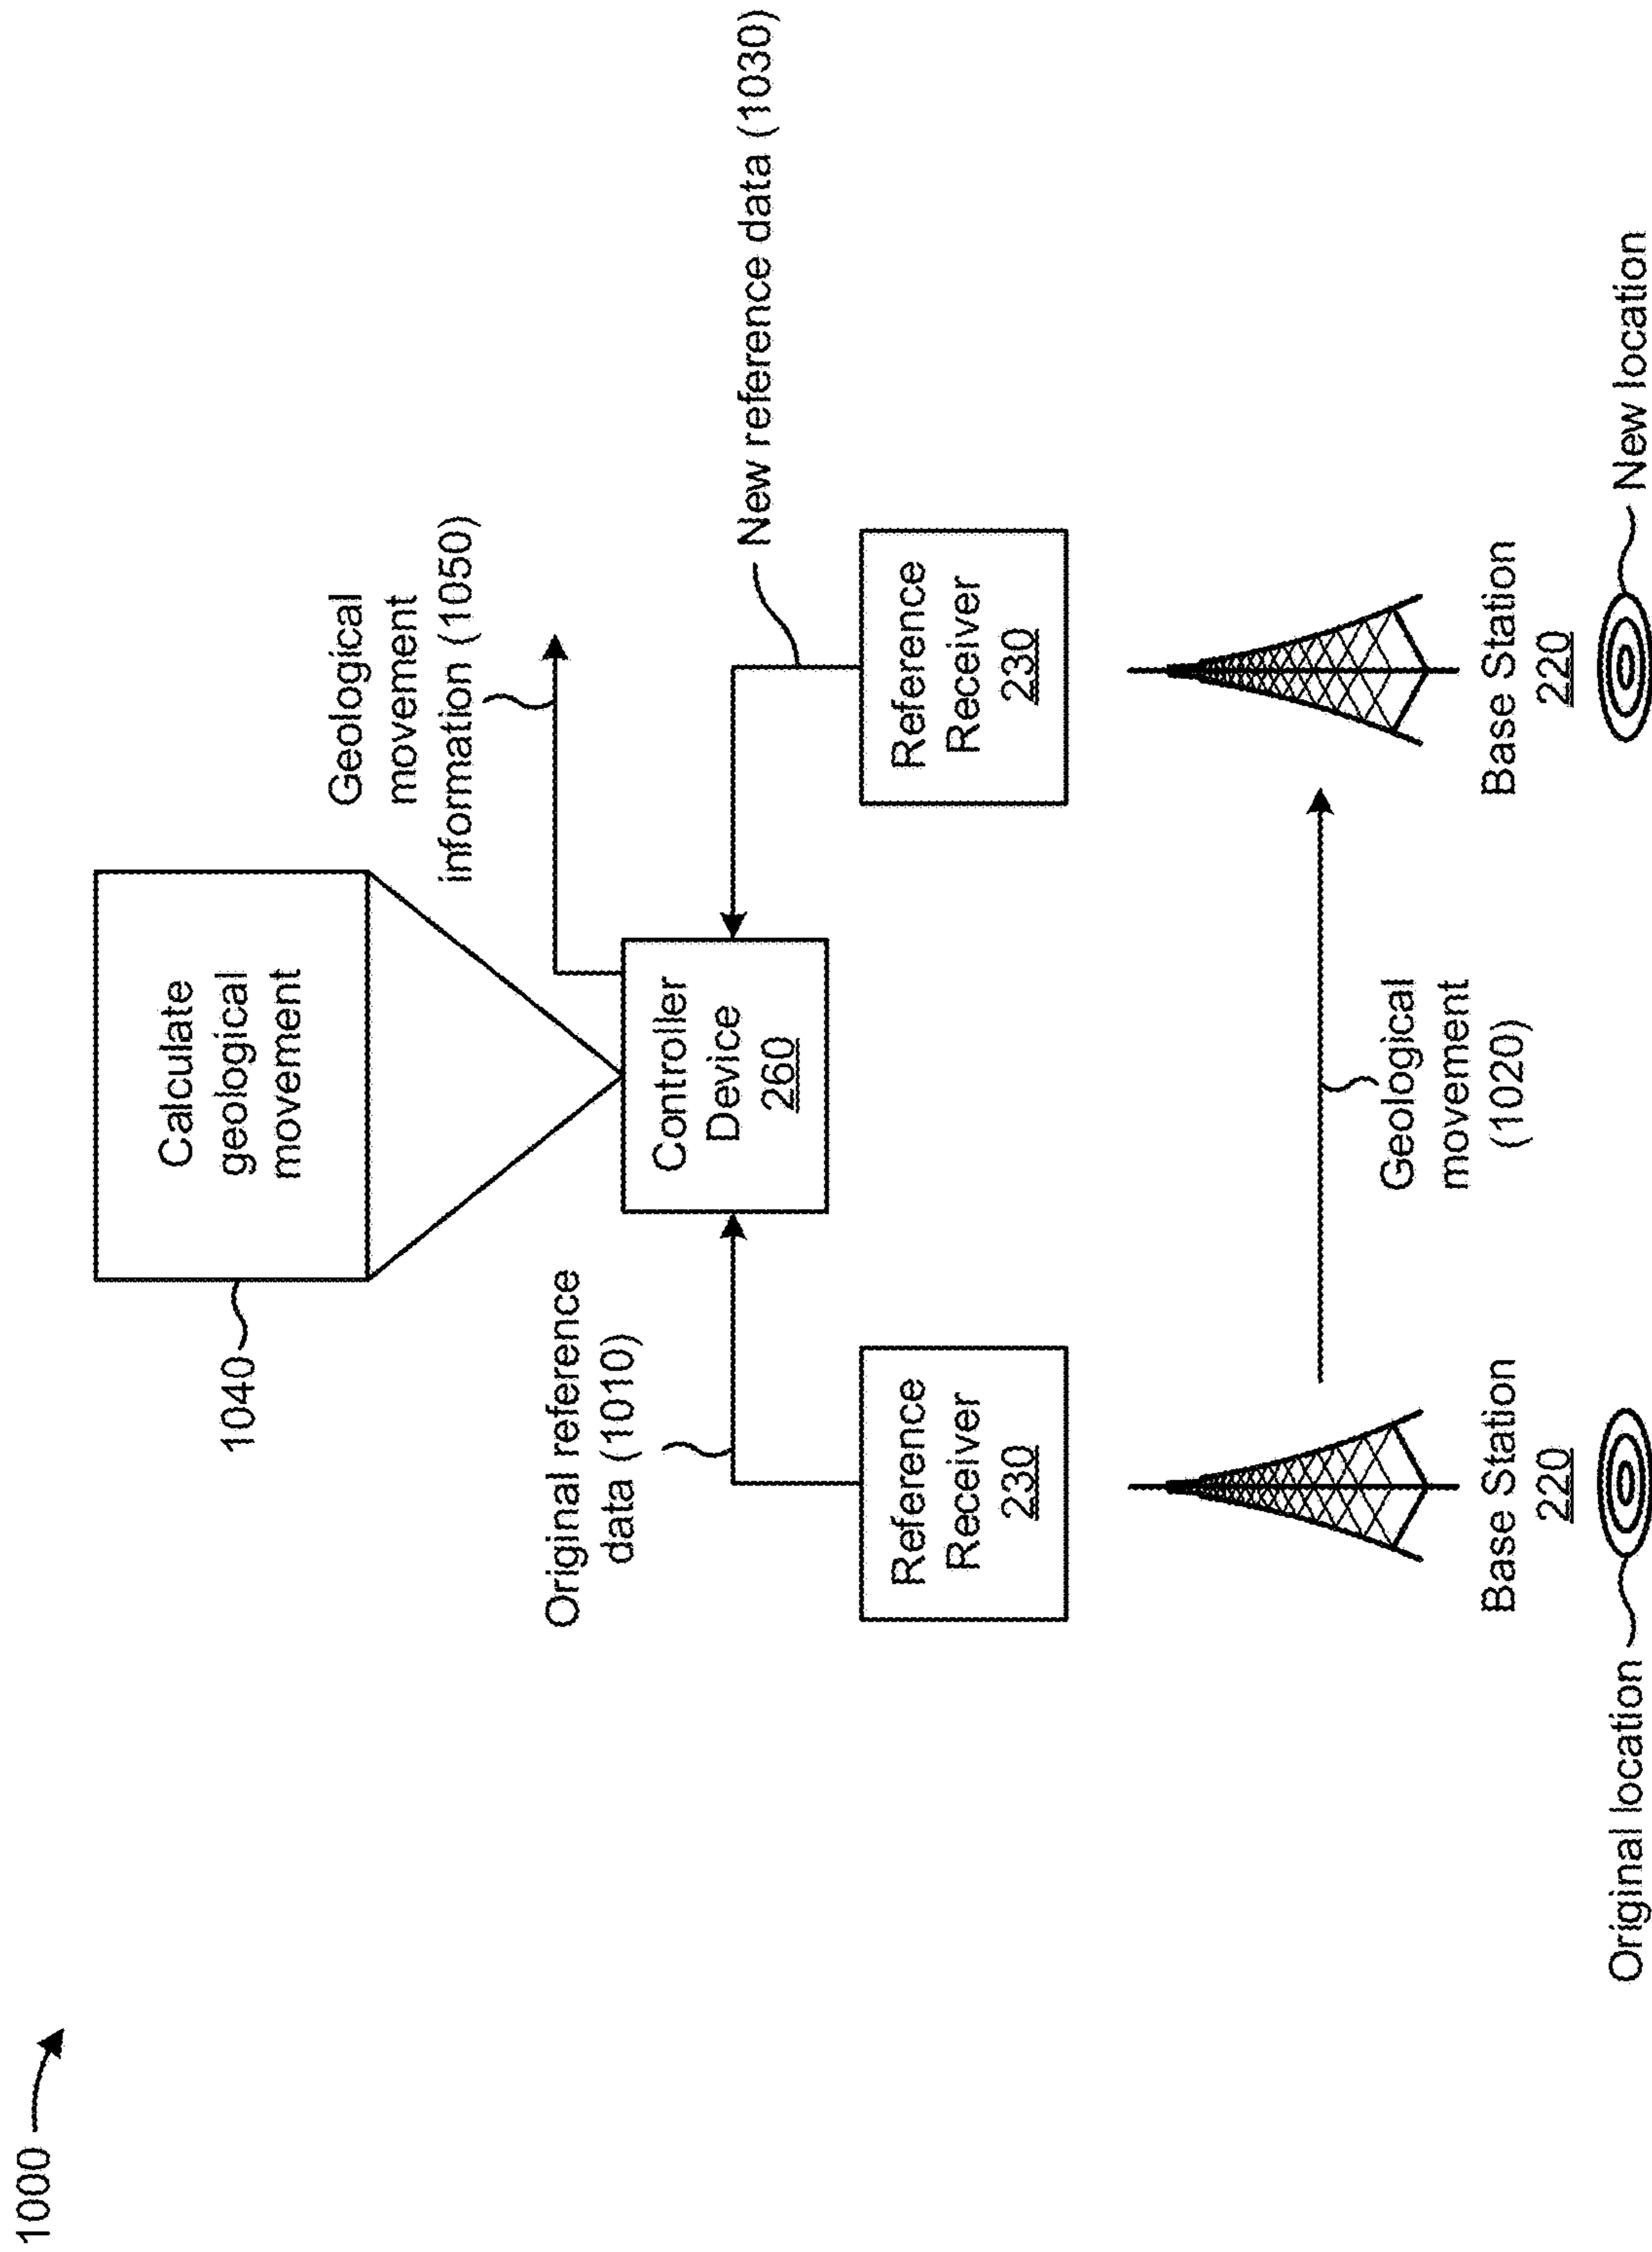 1000
Calculate
geological
movement
1040
Geological
movement
information (1050)
Original reference
data (1010)
Controller
Device
260
New reference data (1030)
Reference
Receiver
230
Reference
Receiver
230
Geological
movement
(1020)
Base Station
220
Base Station
220
Original location
New location